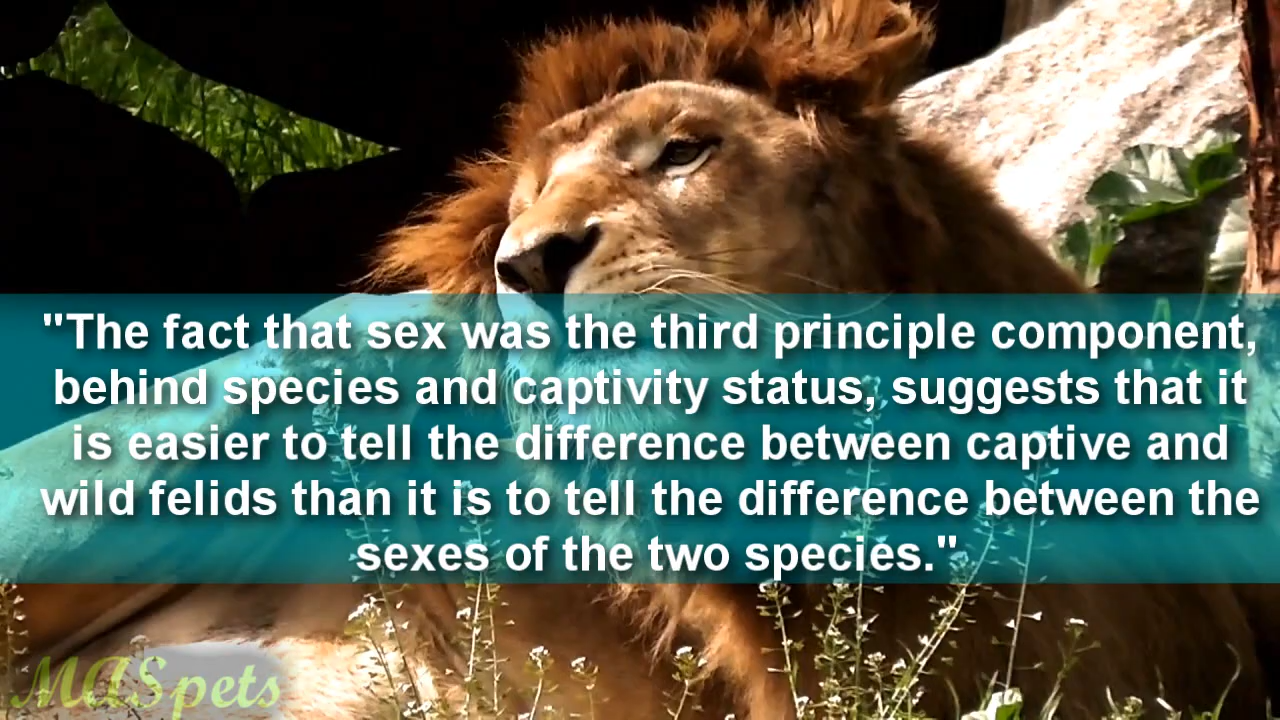 "The fact that sex was the third principle component,
behind species and captivity status, suggests that it
is easier to tell the difference between captive and
wild felids than it is to tell the difference between the
sexes of the two species."
MASpets